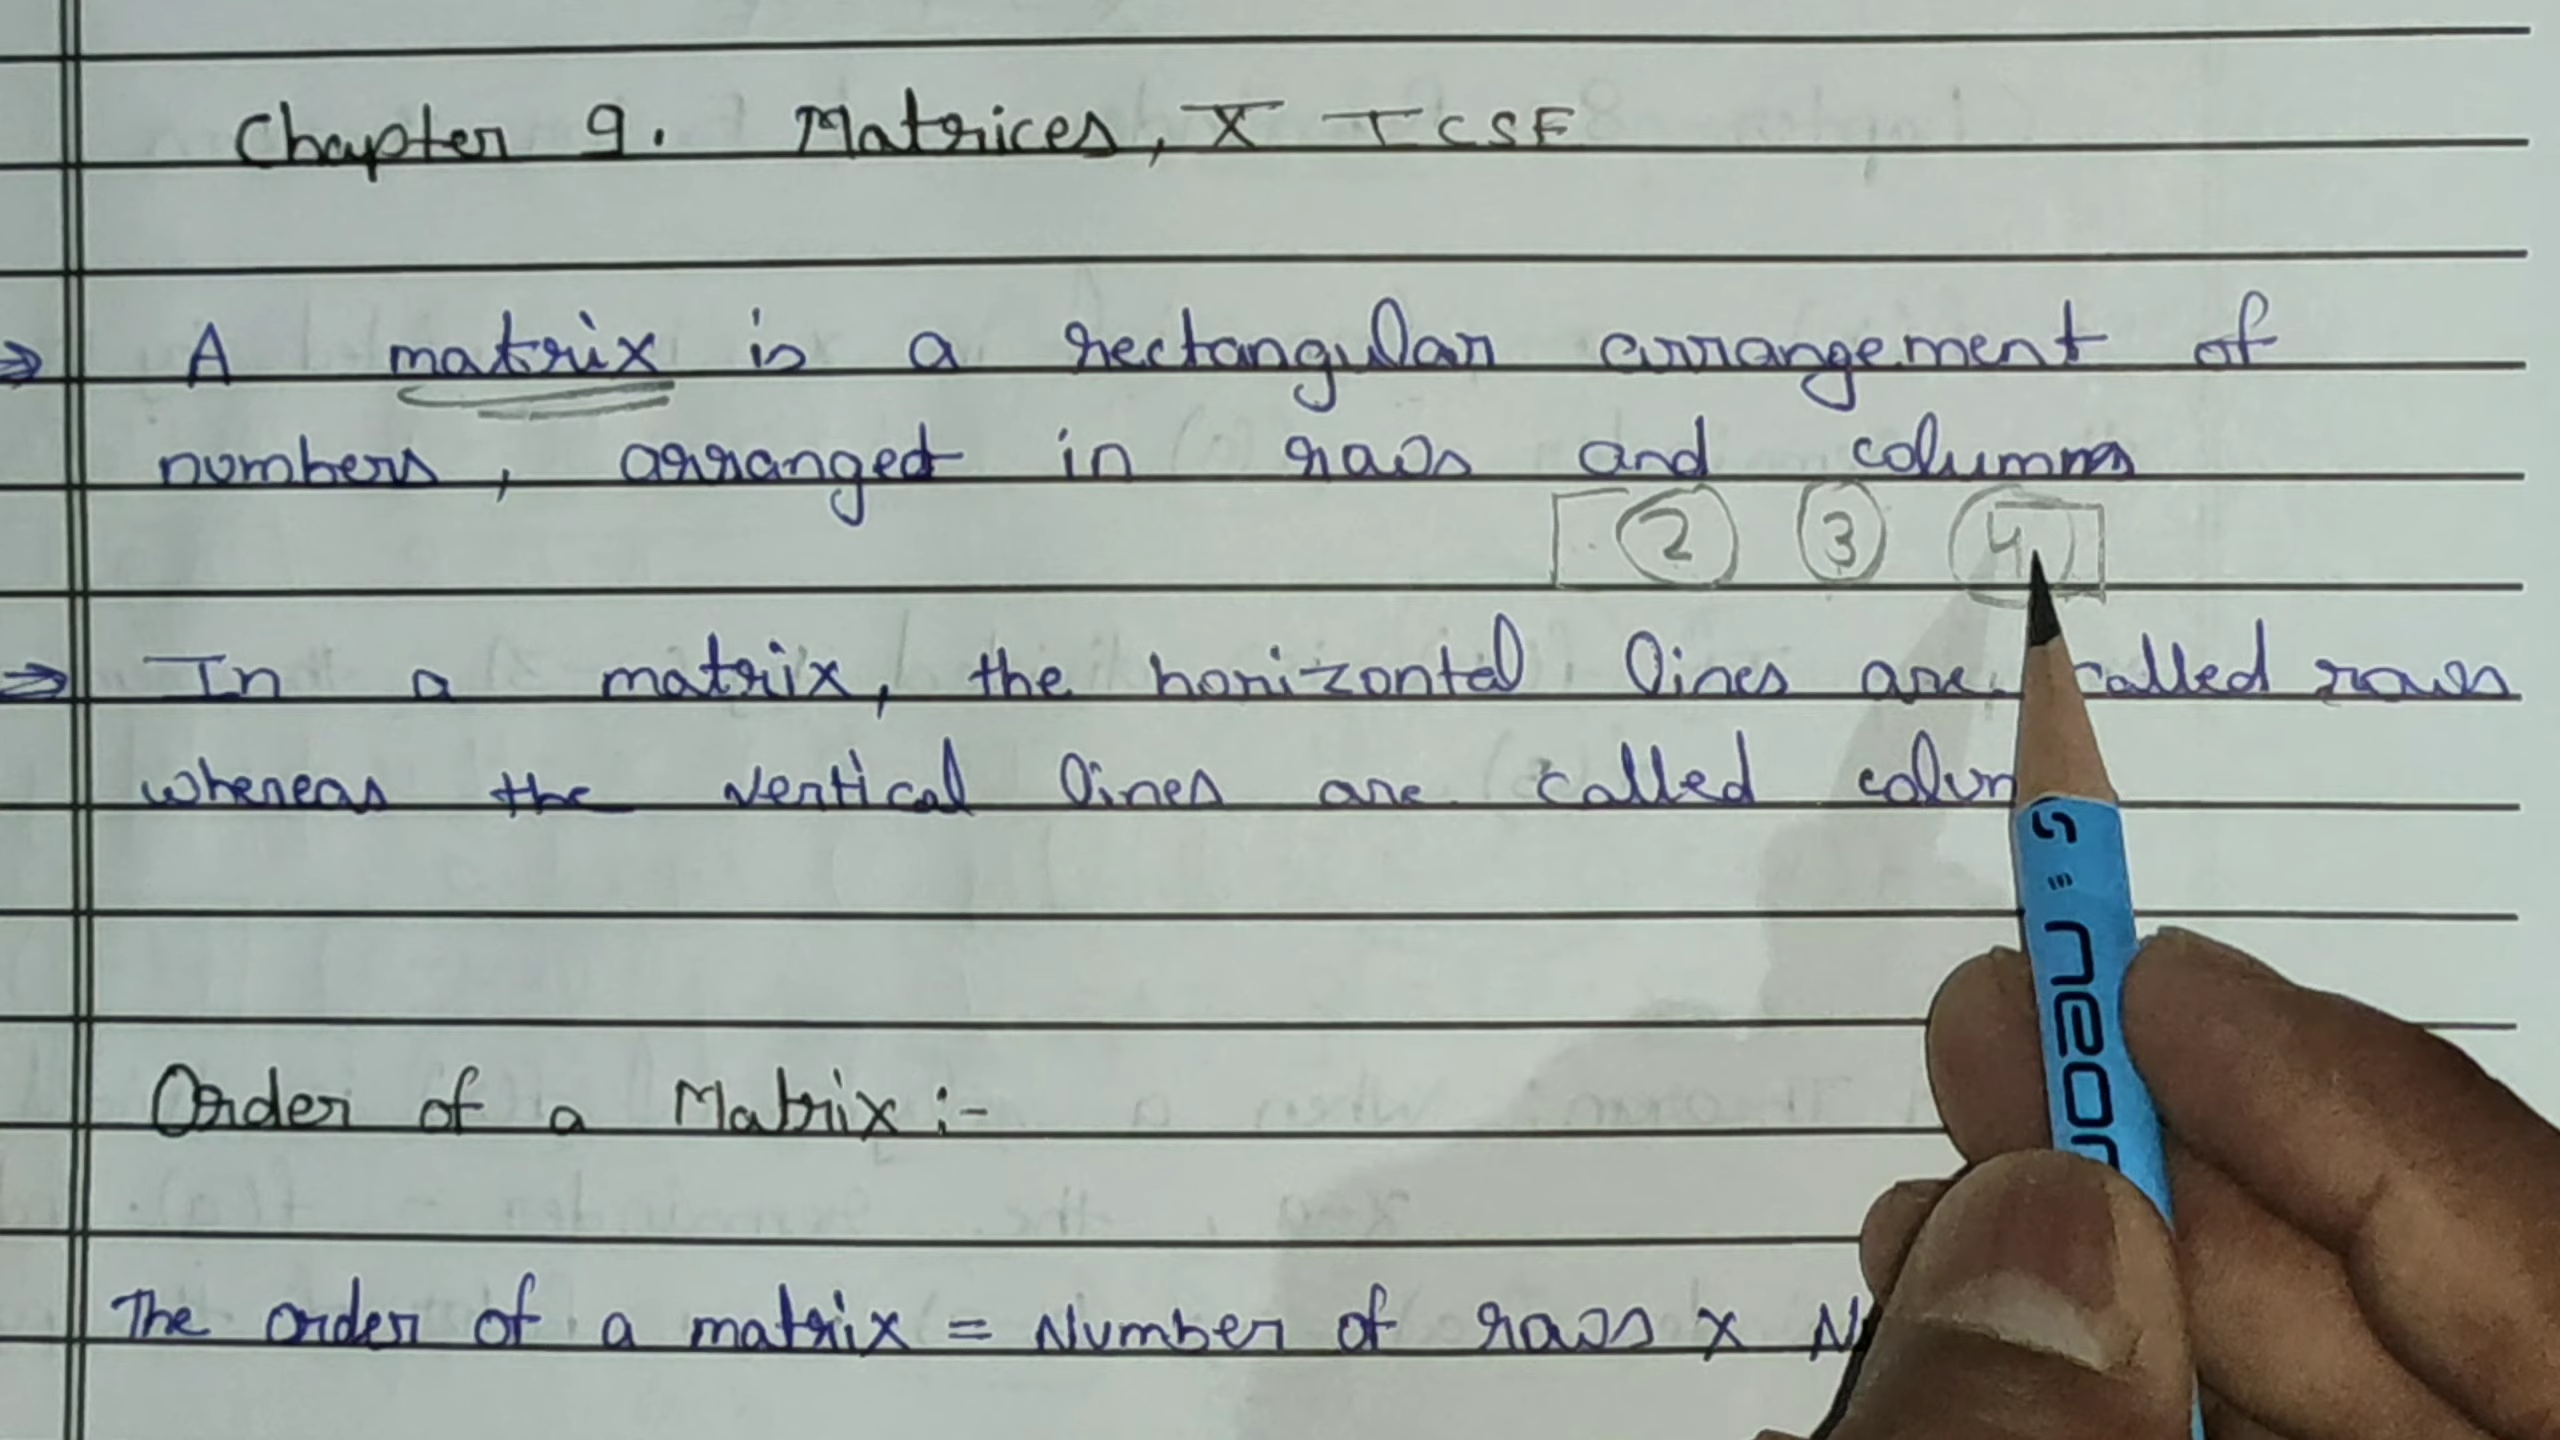 Chapter 9. Matrices, X ICSE
⇒ A matrix is a rectangular arrangement of
numbers, arranged in rows and columns
[2 3 4]
⇒ In a matrix, the horizontal lines are called rows
whereas the vertical lines are called colum
Order of a Matrix :-
The order of a matrix = Number of rows x N
neon